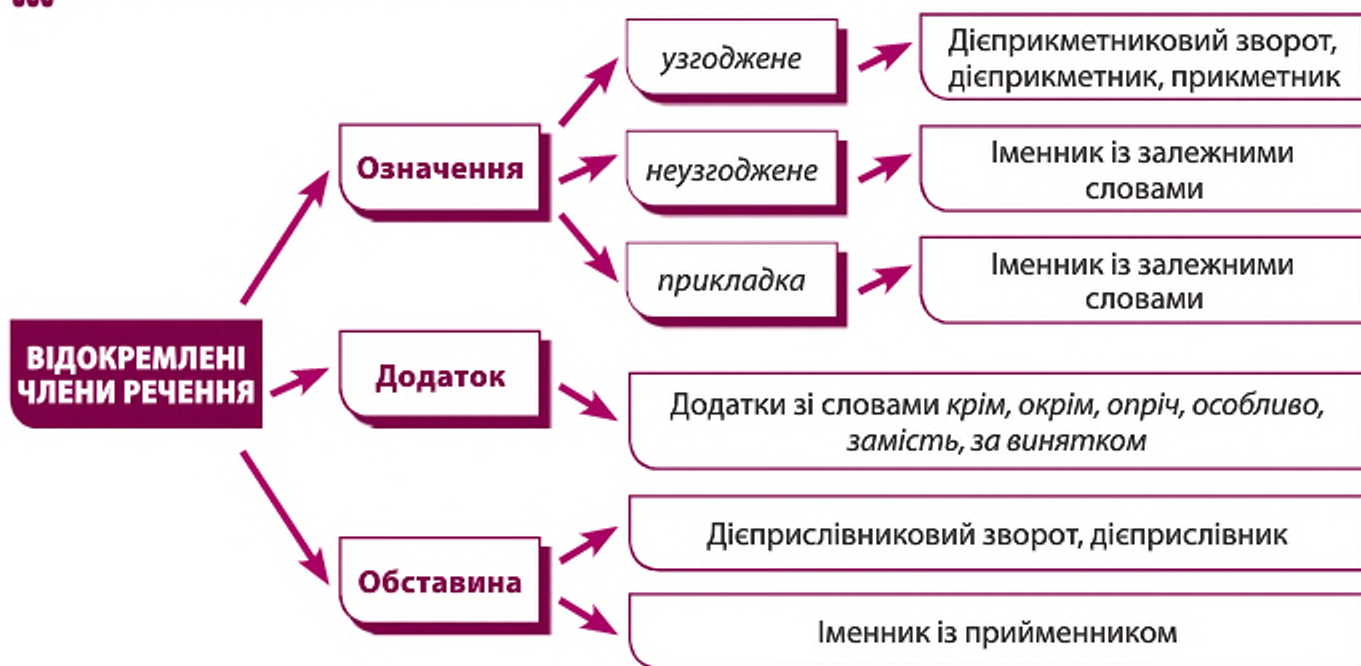 ВІДОКРЕМЛЕНІ
ЧЛЕНИ РЕЧЕННЯ
Означення
узгоджене
Дієприкметниковий зворот,
дієприкметник, прикметник
неузгоджене
Іменник із залежними
словами
прикладка
Іменник із залежними
словами
Додаток
Додатки зі словами крім, окрім, опріч, особливо,
замість, за винятком
Обставина
Дієприслівниковий зворот, дієприслівник
Іменник із прийменником